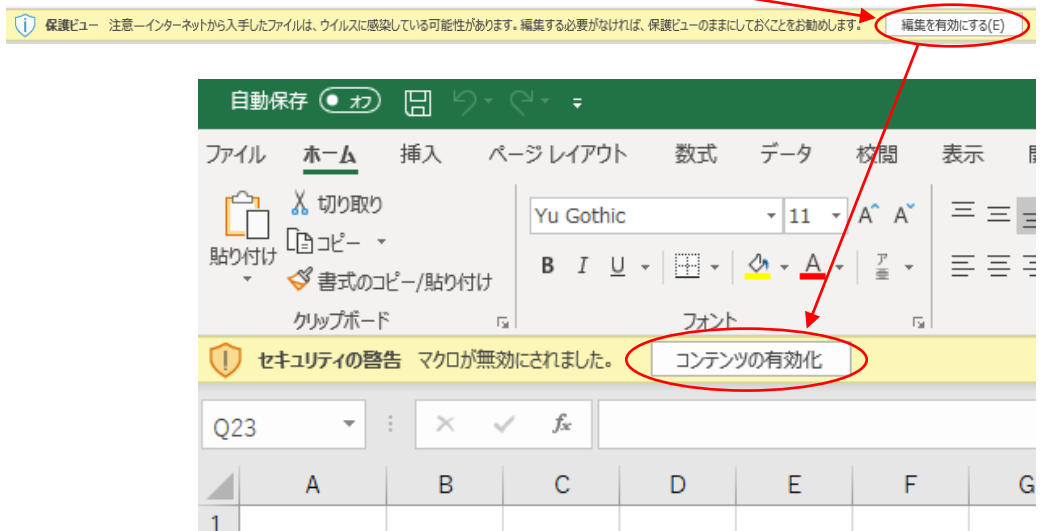 保護ビュー 注意―インターネットから入手したファイルは、ウイルスに感染している可能性があります。編集する必要がなければ、保護ビューのままにしておくことをお勧めします。 編集を有効にする(E)
自動保存 オフ
ファイル ホーム 挿入 ページ レイアウト 数式 データ 校閲 表示
貼り付け
切り取り
コピー
書式のコピー/貼り付け
クリップボード
Yu Gothic 11 A A
B I U A ア亜
フォント
セキュリティの警告 マクロが無効にされました。 コンテンツの有効化
Q23 fx
A B C D E F G
1